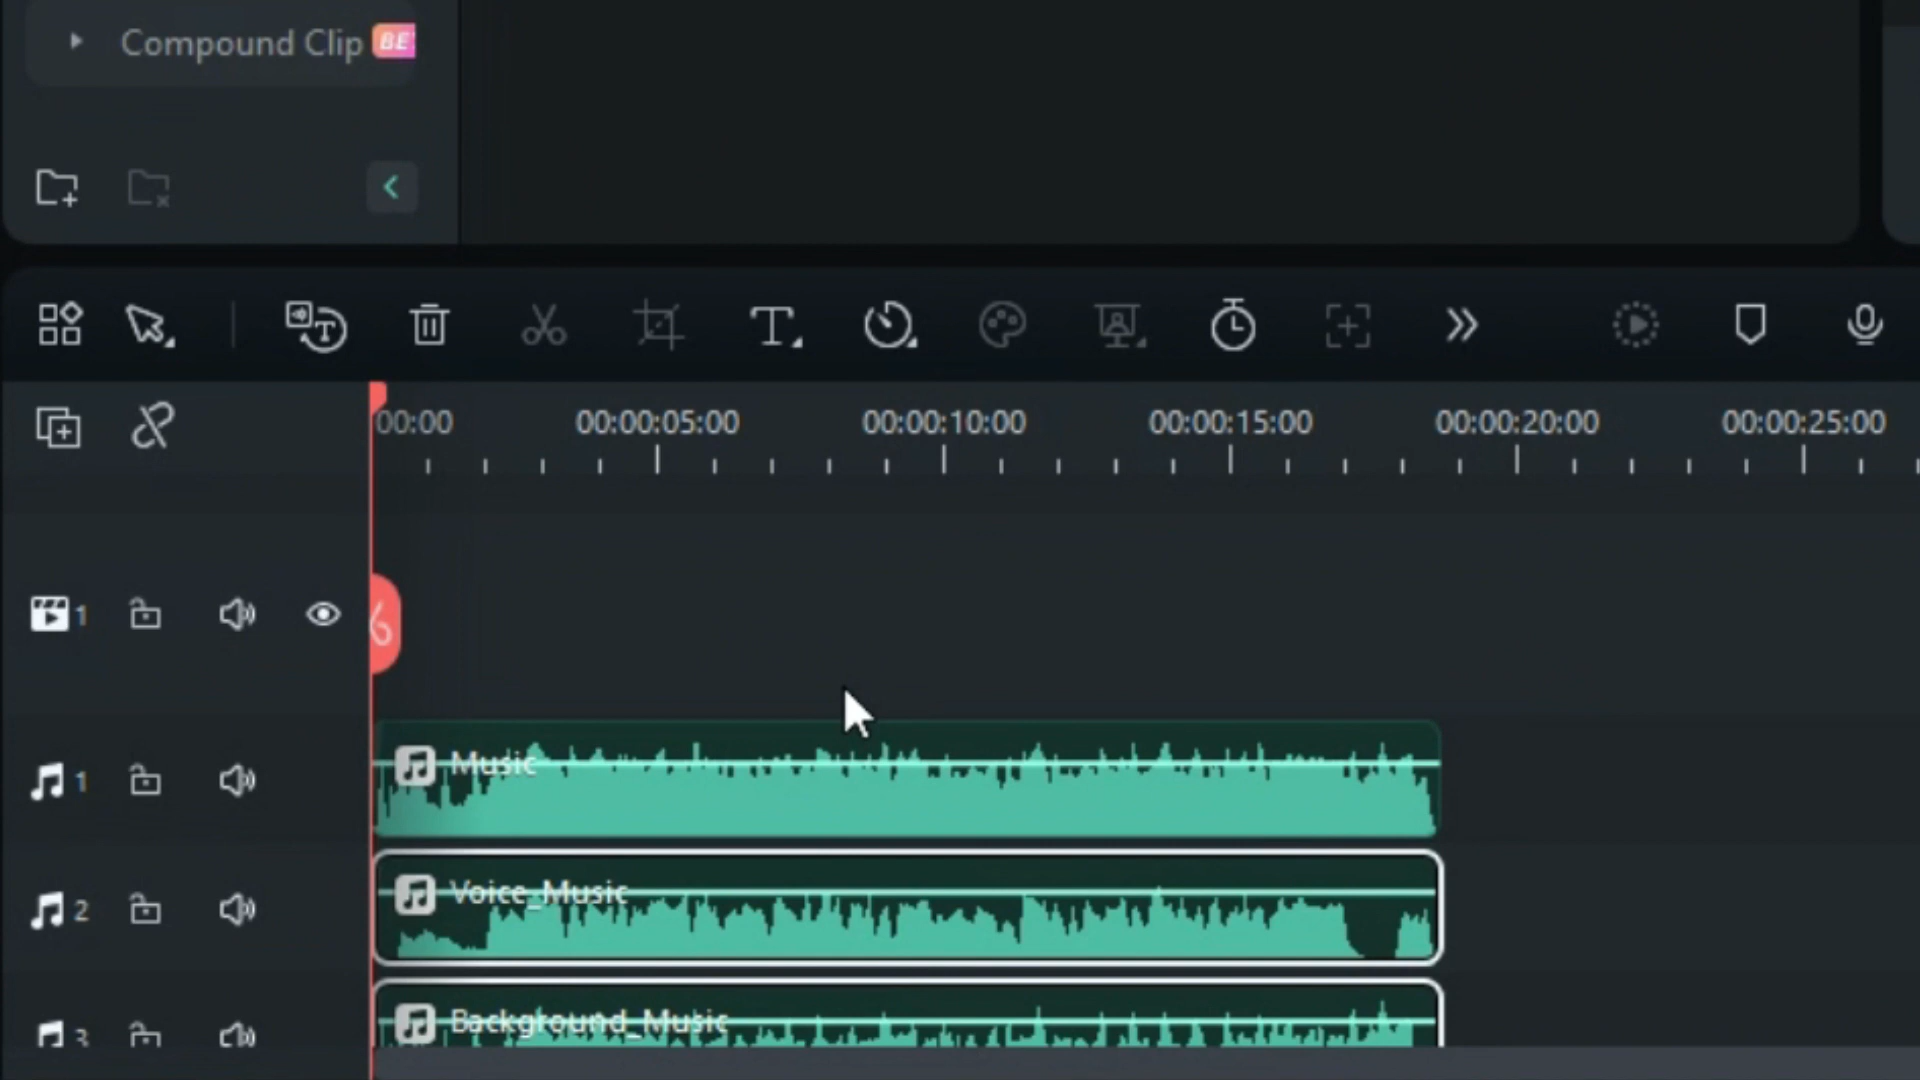 Compound Clip BE
00:00 00:00:05:00 00:00:10:00 00:00:15:00 00:00:20:00 00:00:25:00
1
1 Music
2 Voice_Music
3 Background_Music